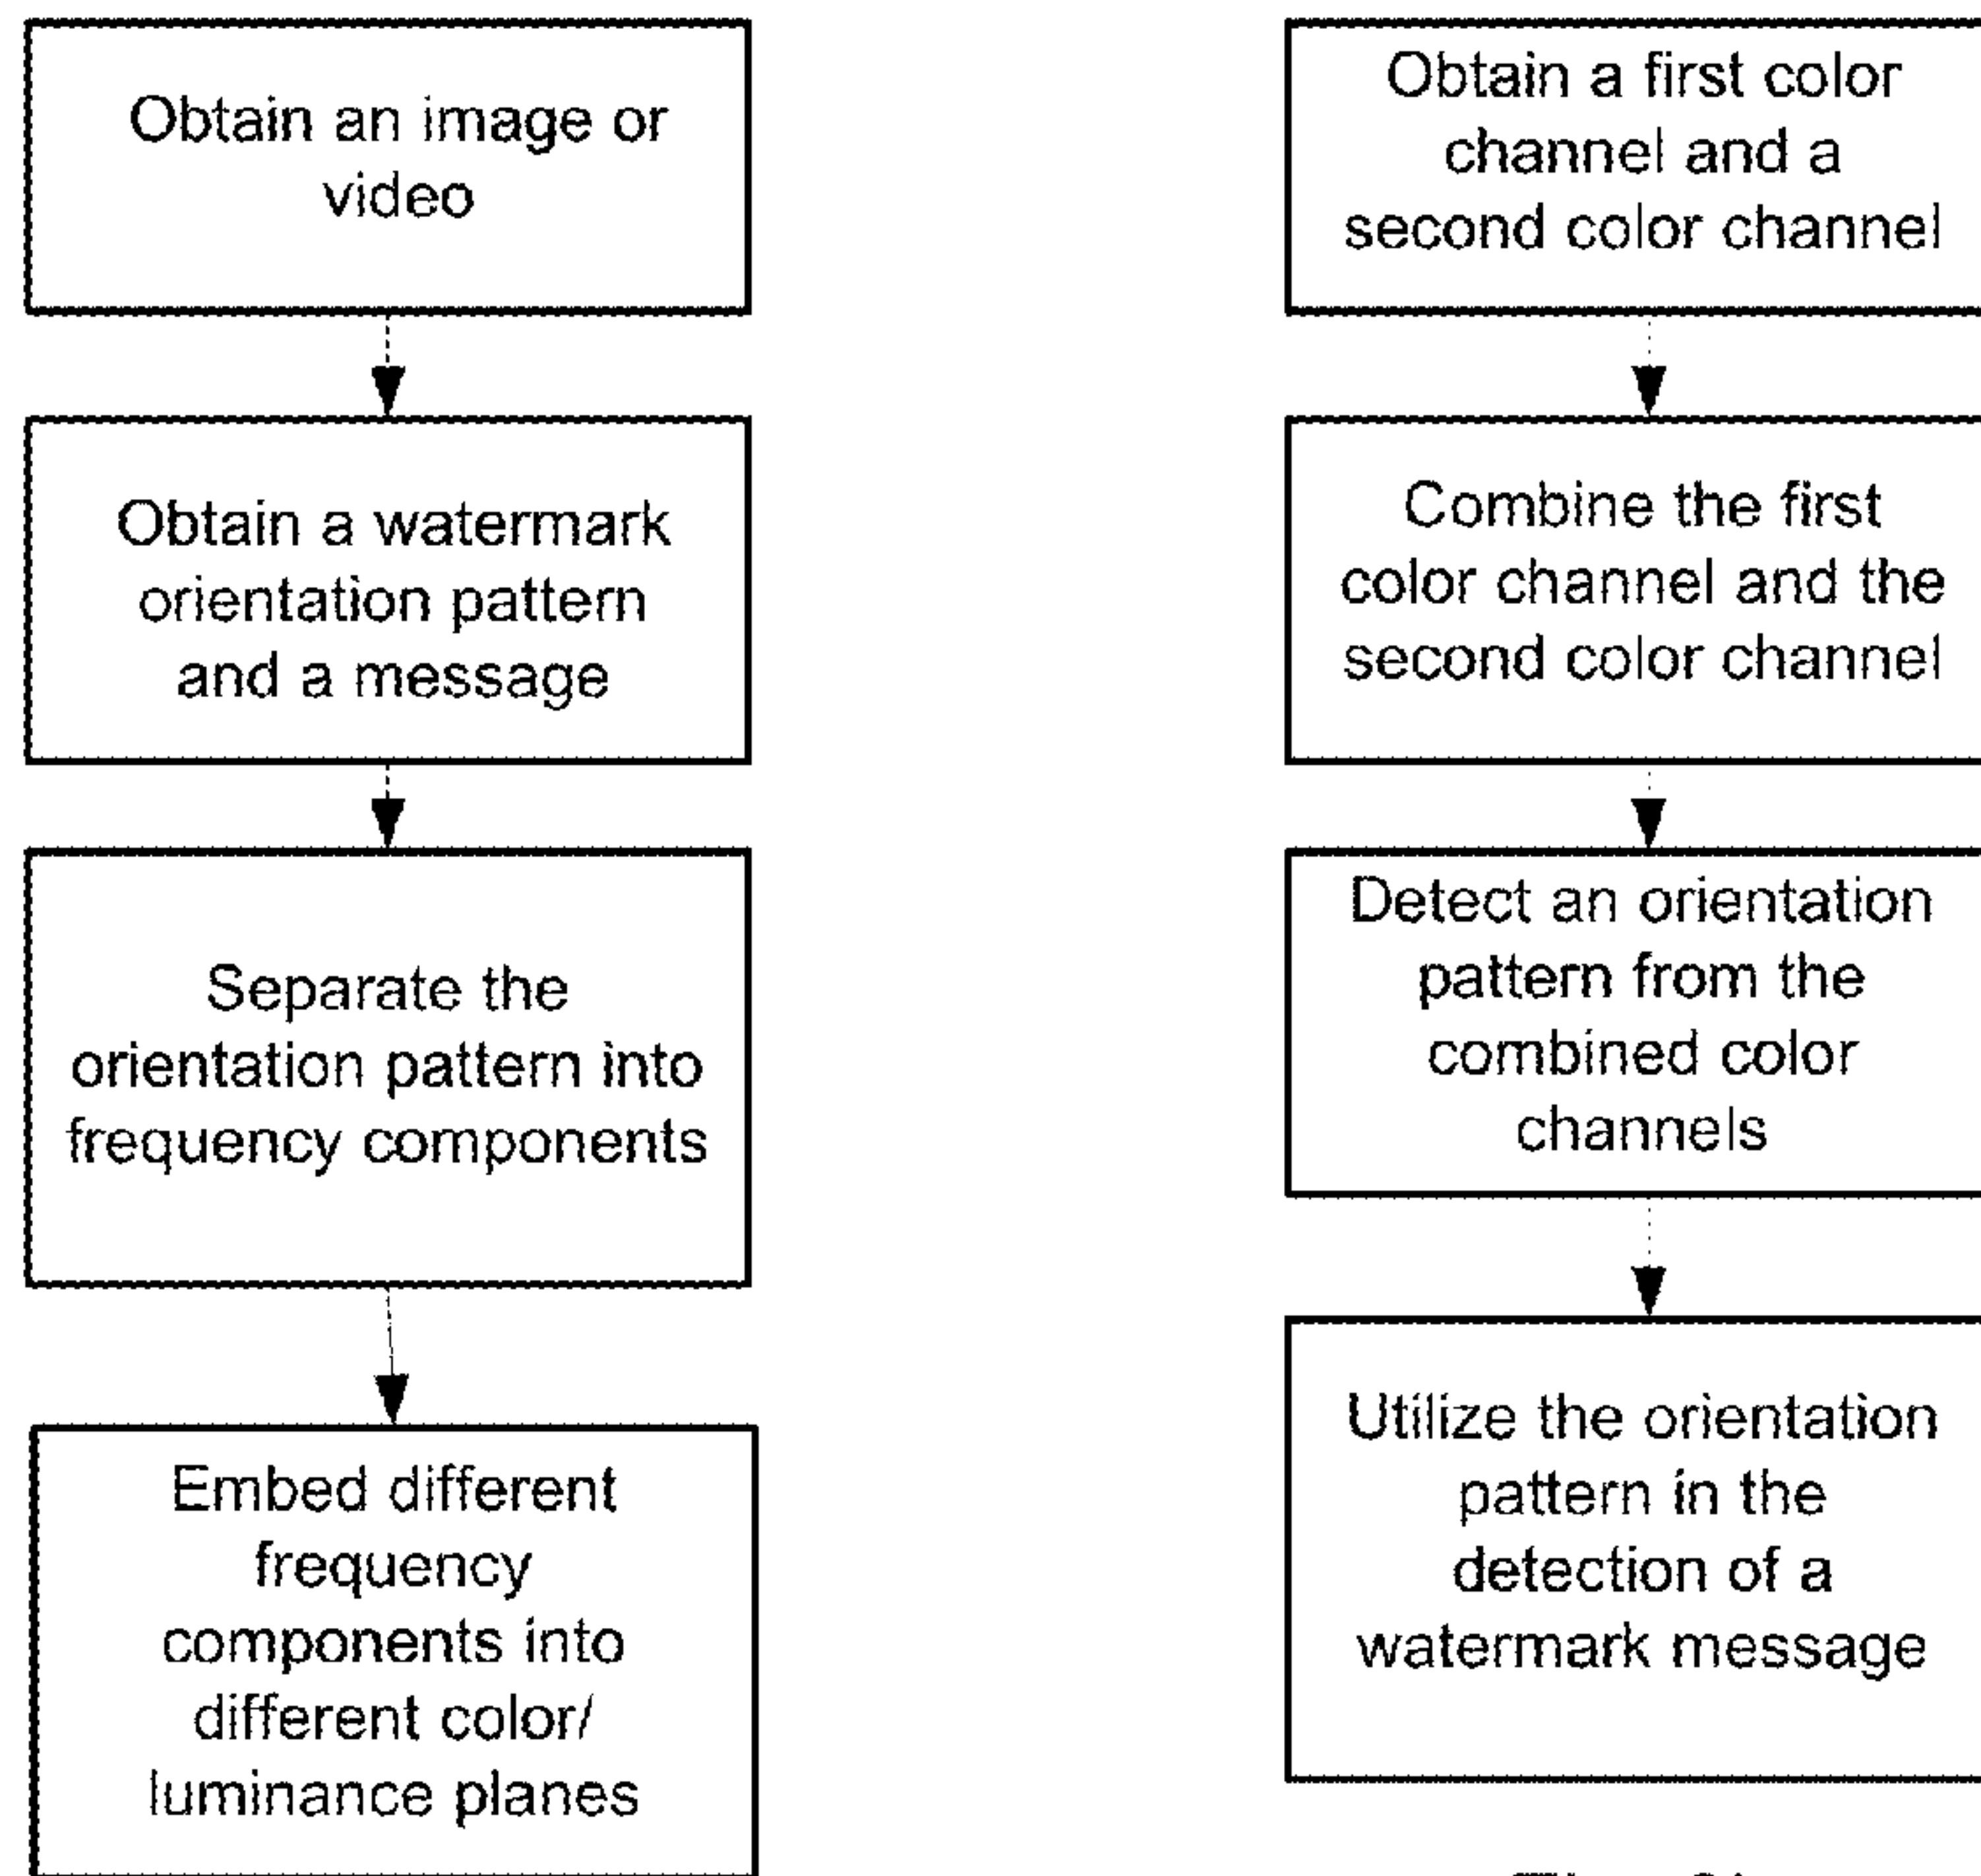 Obtain an image or
video
Obtain a watermark
orientation pattern
and a message
Separate the
orientation pattern into
frequency components
Embed different
frequency
components into
different color/
luminance planes
Obtain a first color
channel and a
second color channel
Combine the first
color channel and the
second color channel
Detect an orientation
pattern from the
combined color
channels
Utilize the orientation
pattern in the
detection of a
watermark message